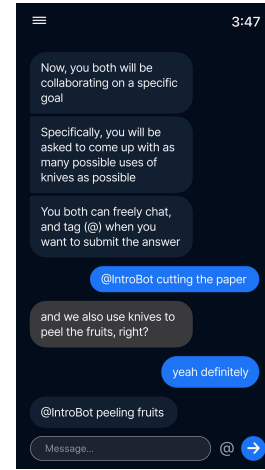 3:47
Now, you both will be
collaborating on a specific
goal
Specifically, you will be
asked to come up with as
many possible uses of
knives as possible
You both can freely chat,
and tag (@) when you
want to submit the answer
@IntroBot cutting the paper
and we also use knives to
peel the fruits, right?
yeah definitely
@IntroBot peeling fruits
Message... @